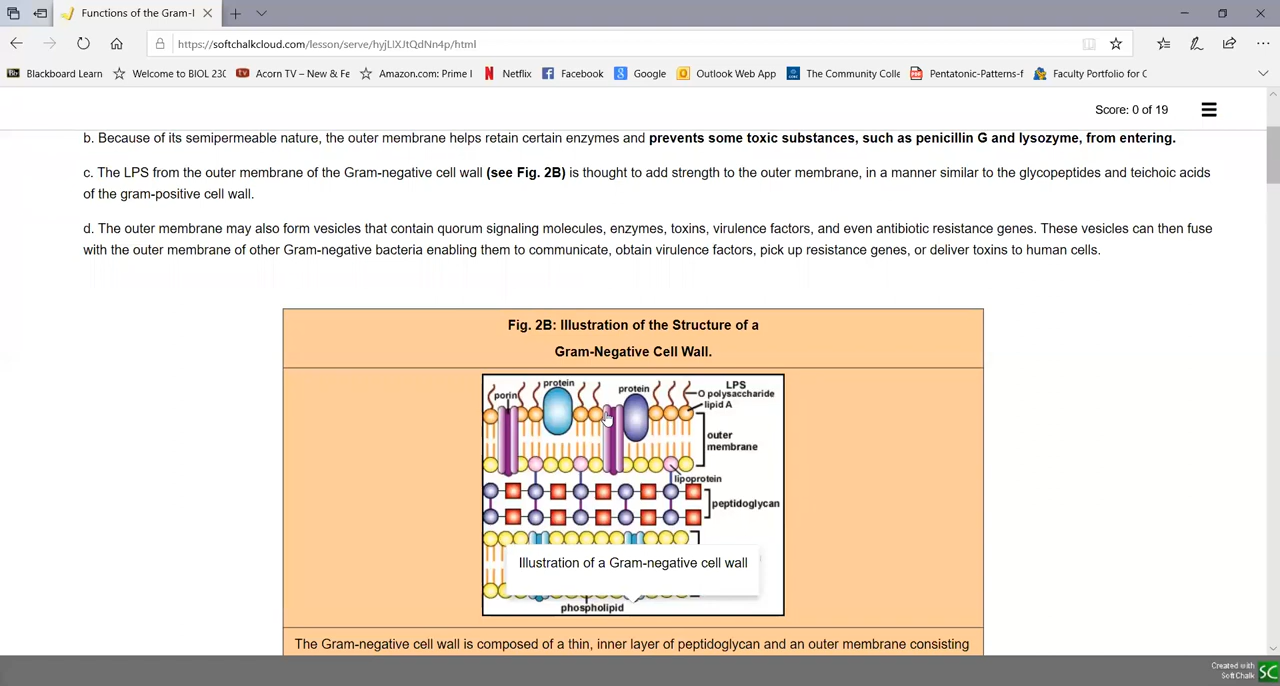 Functions of the Gram-I
https://softchalkcloud.com/lesson/serve/hyjLlXJtQdNn4p/html
Blackboard Learn
Welcome to BIOL 230
Acorn TV – New & Fe
Amazon.com: Prime I
Netflix
Facebook
Google
Outlook Web App
The Community Colle
Pentatonic-Patterns-f
Faculty Portfolio for C
Score: 0 of 19
b. Because of its semipermeable nature, the outer membrane helps retain certain enzymes and prevents some toxic substances, such as penicillin G and lysozyme, from entering.
c. The LPS from the outer membrane of the Gram-negative cell wall (see Fig. 2B) is thought to add strength to the outer membrane, in a manner similar to the glycopeptides and teichoic acids
of the gram-positive cell wall.
d. The outer membrane may also form vesicles that contain quorum signaling molecules, enzymes, toxins, virulence factors, and even antibiotic resistance genes. These vesicles can then fuse
with the outer membrane of other Gram-negative bacteria enabling them to communicate, obtain virulence factors, pick up resistance genes, or deliver toxins to human cells.
Fig. 2B: Illustration of the Structure of a
Gram-Negative Cell Wall.
porin
protein
protein
LPS
O polysaccharide
lipid A
outer
membrane
lipoprotein
peptidoglycan
Illustration of a Gram-negative cell wall
phospholipid
The Gram-negative cell wall is composed of a thin, inner layer of peptidoglycan and an outer membrane consisting
Created with
SoftChalk
SC